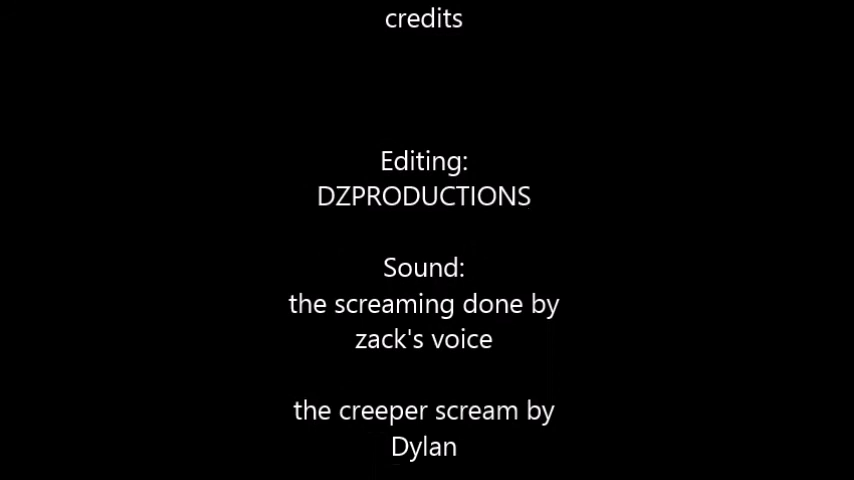 credits
Editing:
DZPRODUCTIONS
Sound:
the screaming done by
zack's voice
the creeper scream by
Dylan